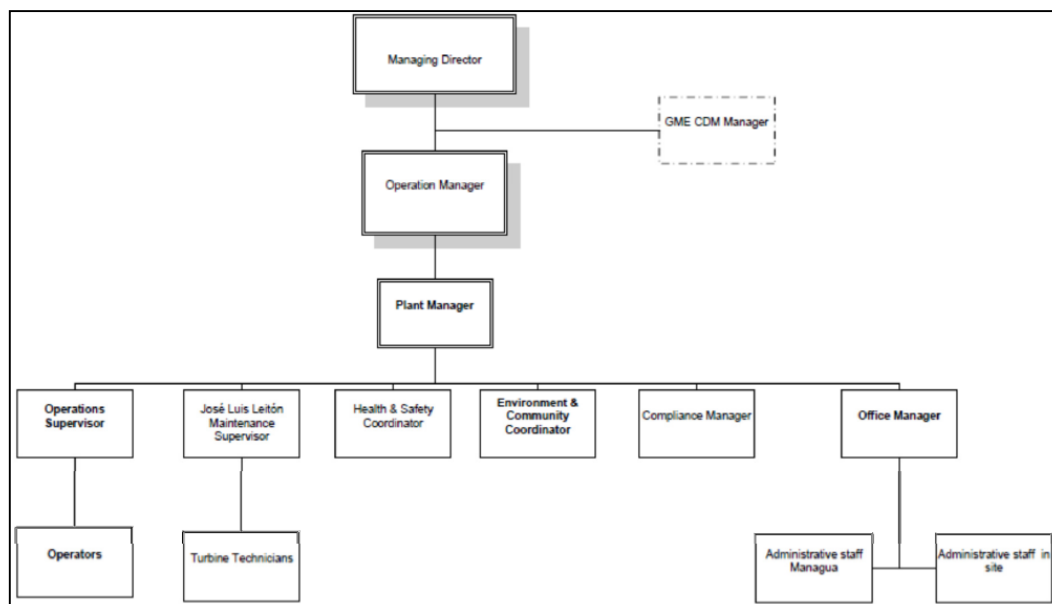 Managing Director
GME CDM Manager
Operation Manager
Plant Manager
Operations
Supervisor
José Luis Leitón
Maintenance
Supervisor
Health & Safety
Coordinator
Environment &
Community
Coordinator
Compliance Manager
Office Manager
Operators
Turbine Technicians
Administrative staff
Managua
Administrative staff in
site